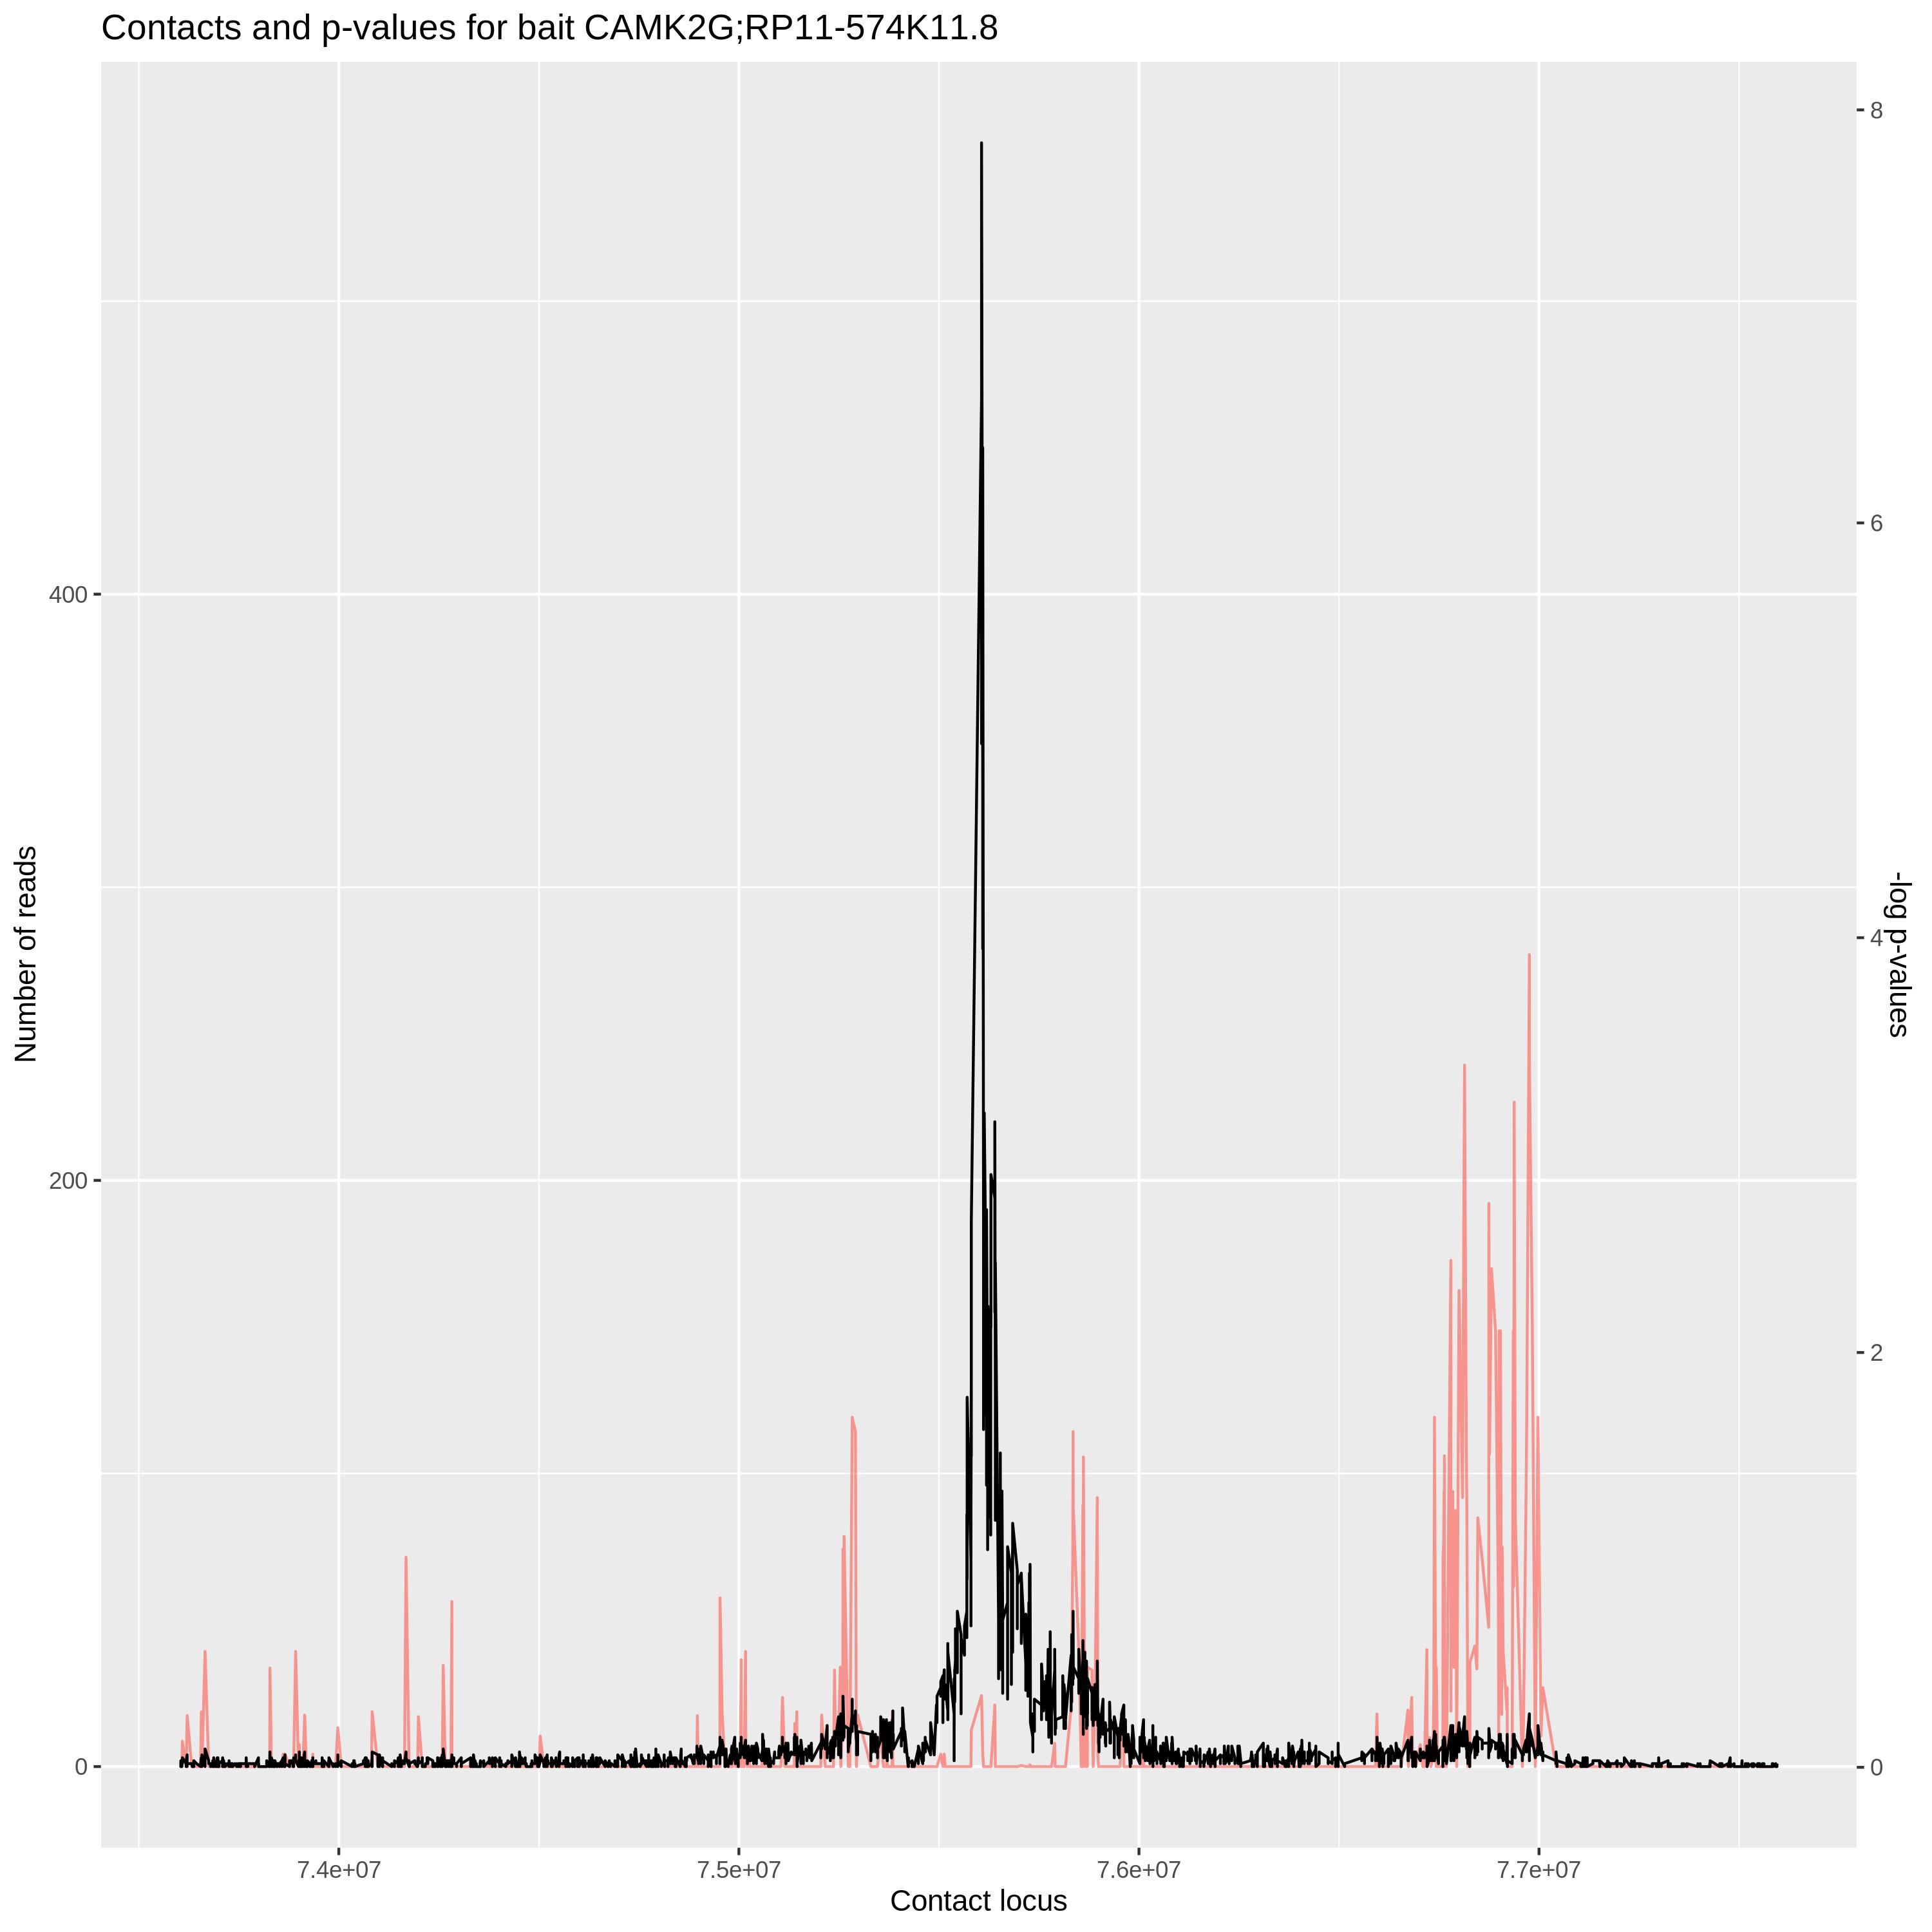 Contacts and p-values for bait CAMK2G;RP11-574K11.8
8
6
400
4
Number of reads
-log p-values
200
2
0
0
7.4e+07
7.5e+07
7.6e+07
7.7e+07
Contact locus